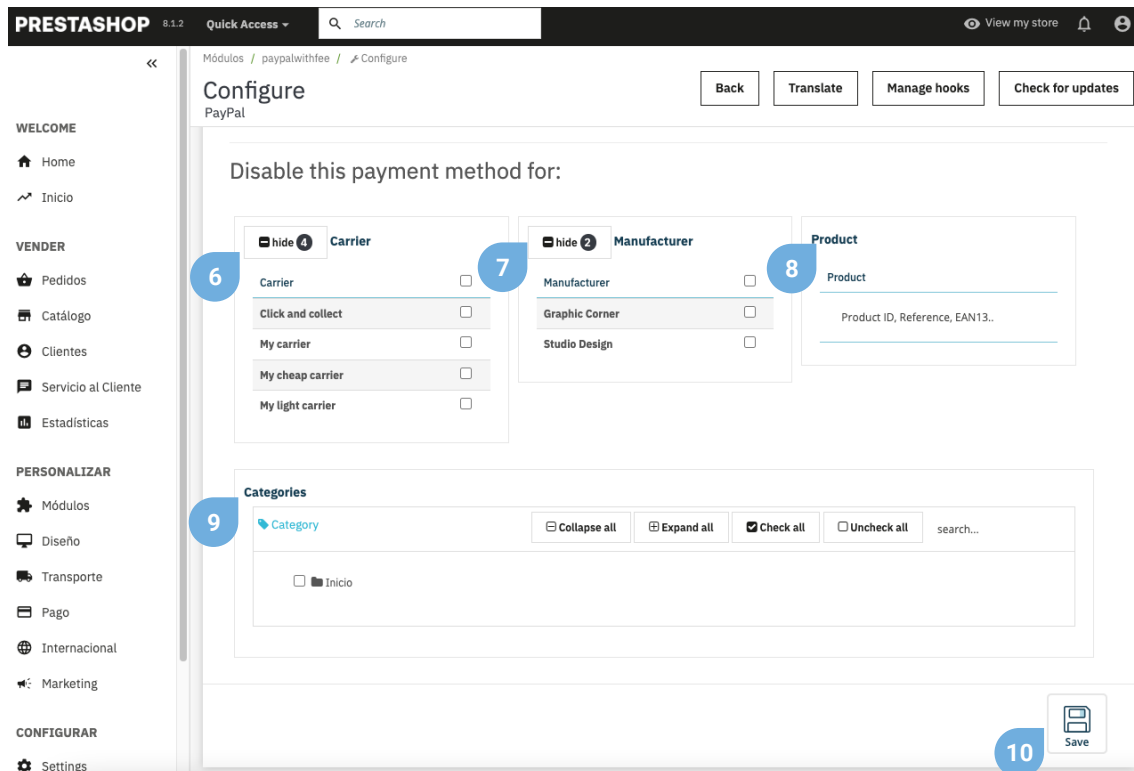 PRESTASHOP 8.1.2 Quick Access Search View my store
Módulos / paypalwithfee / Configure
Configure
PayPal
Back Translate Manage hooks Check for updates
WELCOME
Home
Inicio
VENDER
Pedidos
Catálogo
Clientes
Servicio al Cliente
Estadísticas
PERSONALIZAR
Módulos
Diseño
Transporte
Pago
Internacional
Marketing
CONFIGURAR
Settings
Disable this payment method for:
6
hide 4 Carrier
Carrier
Click and collect
My carrier
My cheap carrier
My light carrier
7
hide 2 Manufacturer
Manufacturer
Graphic Corner
Studio Design
8
Product
Product
Product ID, Reference, EAN13..
9
Categories
Category Collapse all Expand all Check all Uncheck all search...
Inicio
10
Save